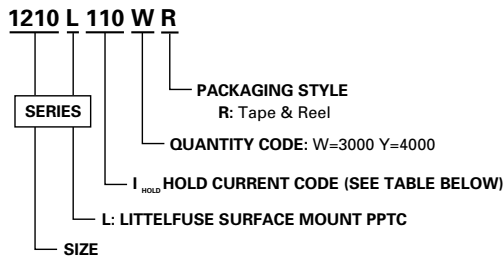 1210 L 110 W R
PACKAGING STYLE
R: Tape & Reel
SERIES
QUANTITY CODE: W=3000 Y=4000
I HOLD HOLD CURRENT CODE (SEE TABLE BELOW)
L: LITTELFUSE SURFACE MOUNT PPTC
SIZE